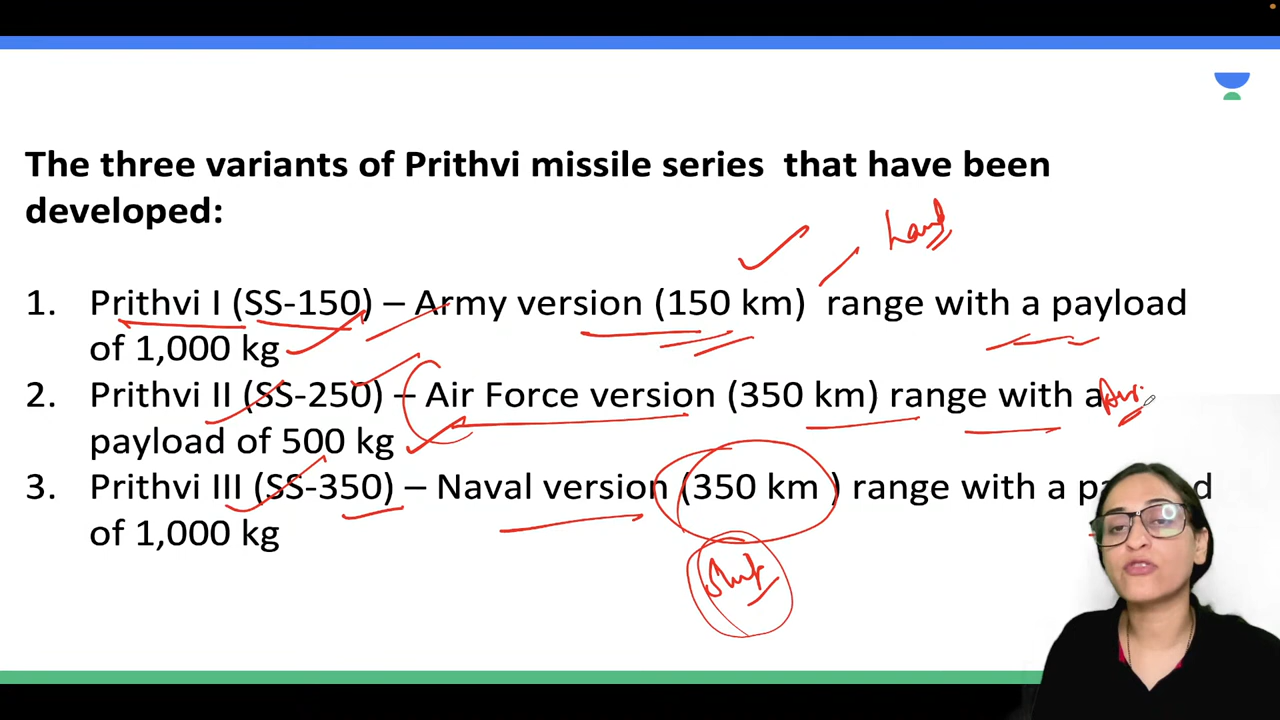 The three variants of Prithvi missile series that have been
developed:
Land
1. Prithvi I (SS-150) – Army version (150 km) range with a payload
of 1,000 kg
2. Prithvi II (SS-250) – Air Force version (350 km) range with a
Air
payload of 500 kg
3. Prithvi III (SS-350) – Naval version (350 km ) range with a
of 1,000 kg
Ship